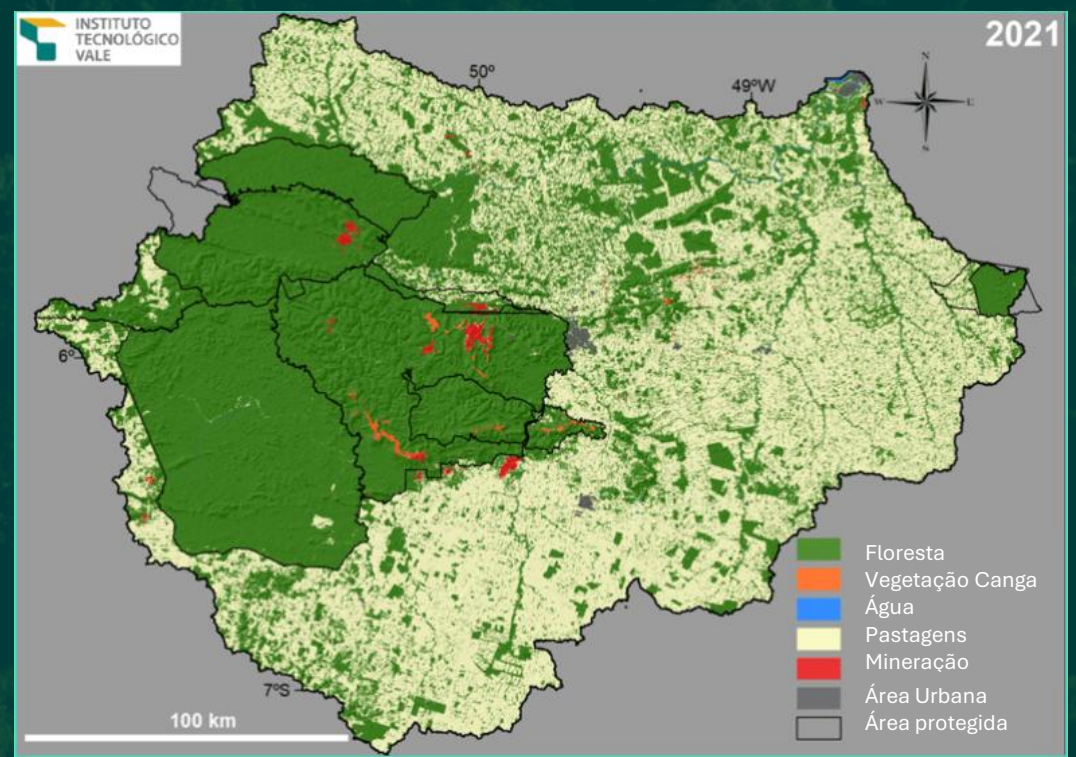 INSTITUTO
TECNOLÓGICO
VALE
2021
50º
49ºW
N
W
E
S
6º
7ºS
100 km
Floresta
Vegetação Canga
Água
Pastagens
Mineração
Área Urbana
Área protegida